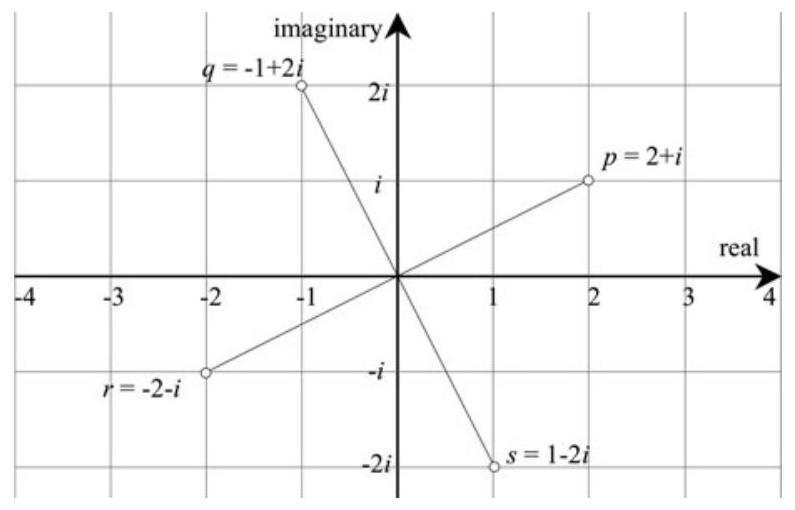 imaginary
q = -1+2i
2i
p = 2+i
i
real
-4 -3 -2 -1 1 2 3 4
-i
r = -2-i
s = 1-2i
-2i